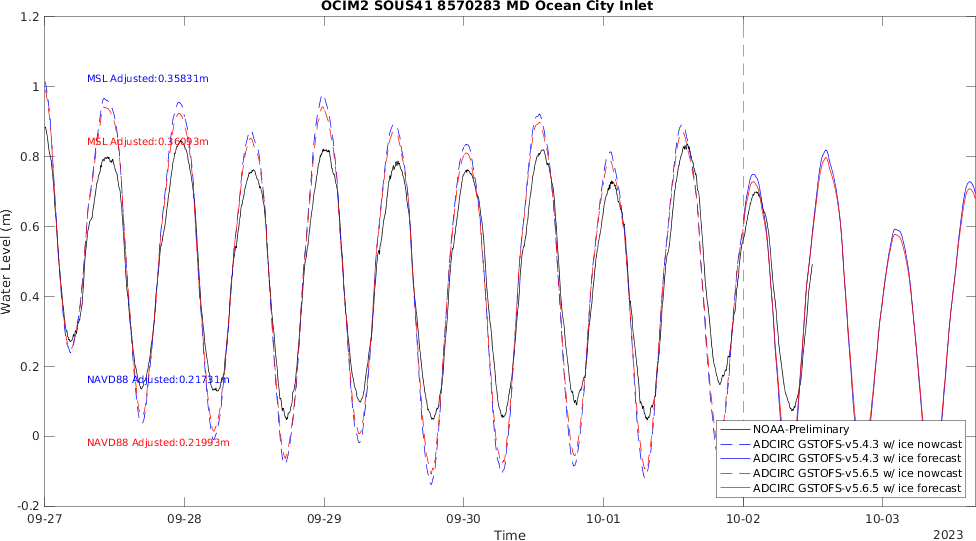 OCIM2 SOUS41 8570283 MD Ocean City Inlet
1.2
1
0.8
0.6
0.4
0.2
0
-0.2
Water Level (m)
MSL Adjusted:0.35831m
MSL Adjusted:0.36093m
NAVD88 Adjusted:0.21731m
NAVD88 Adjusted:0.21993m
NOAA-Preliminary
ADCIRC GSTOFS-v5.4.3 w/ ice nowcast
ADCIRC GSTOFS-v5.4.3 w/ ice forecast
ADCIRC GSTOFS-v5.6.5 w/ ice nowcast
ADCIRC GSTOFS-v5.6.5 w/ ice forecast
09-27 09-28 09-29 09-30 10-01 10-02 10-03
Time
2023